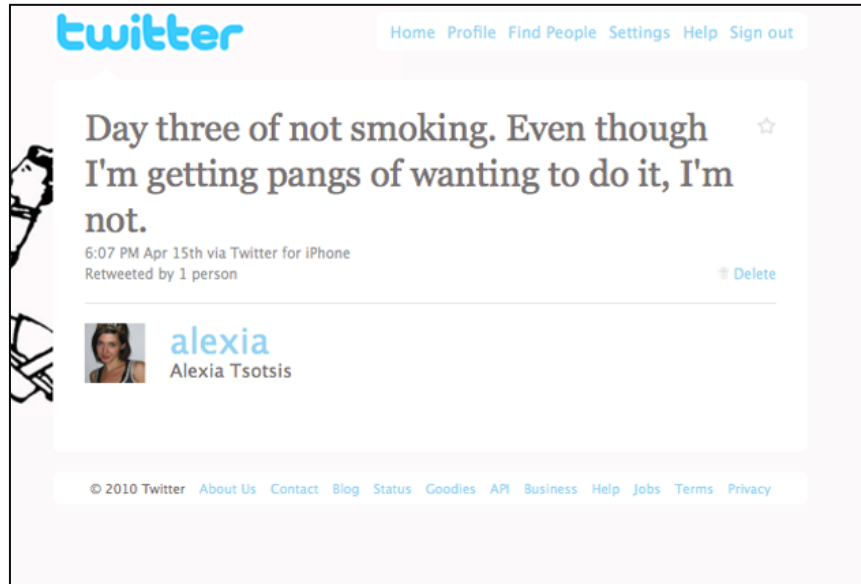 twitter
Home Profile Find People Settings Help Sign out
Day three of not smoking. Even though
I'm getting pangs of wanting to do it, I'm
not.
6:07 PM Apr 15th via Twitter for iPhone
Retweeted by 1 person
Delete
alexia
Alexia Tsotsis
© 2010 Twitter About Us Contact Blog Status Goodies API Business Help Jobs Terms Privacy